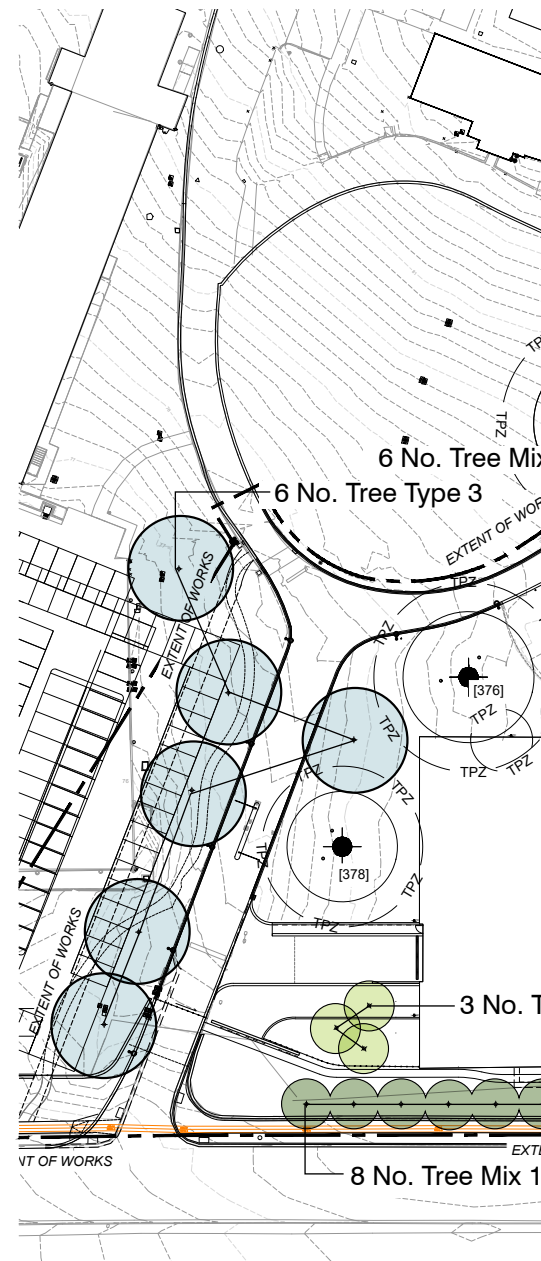 TPZ
TPZ
6 No. Tree Mix
6 No. Tree Type 3
EXTENT OF WOR
EXTENT OF WORKS
TPZ
TPZ
TPZ
[376]
TPZ
TPZ
TPZ
TPZ
TPZ
TPZ
TPZ
[378]
TPZ
TPZ
EXTENT OF WORKS
3 No. T
EXTE
NT OF WORKS
8 No. Tree Mix 1